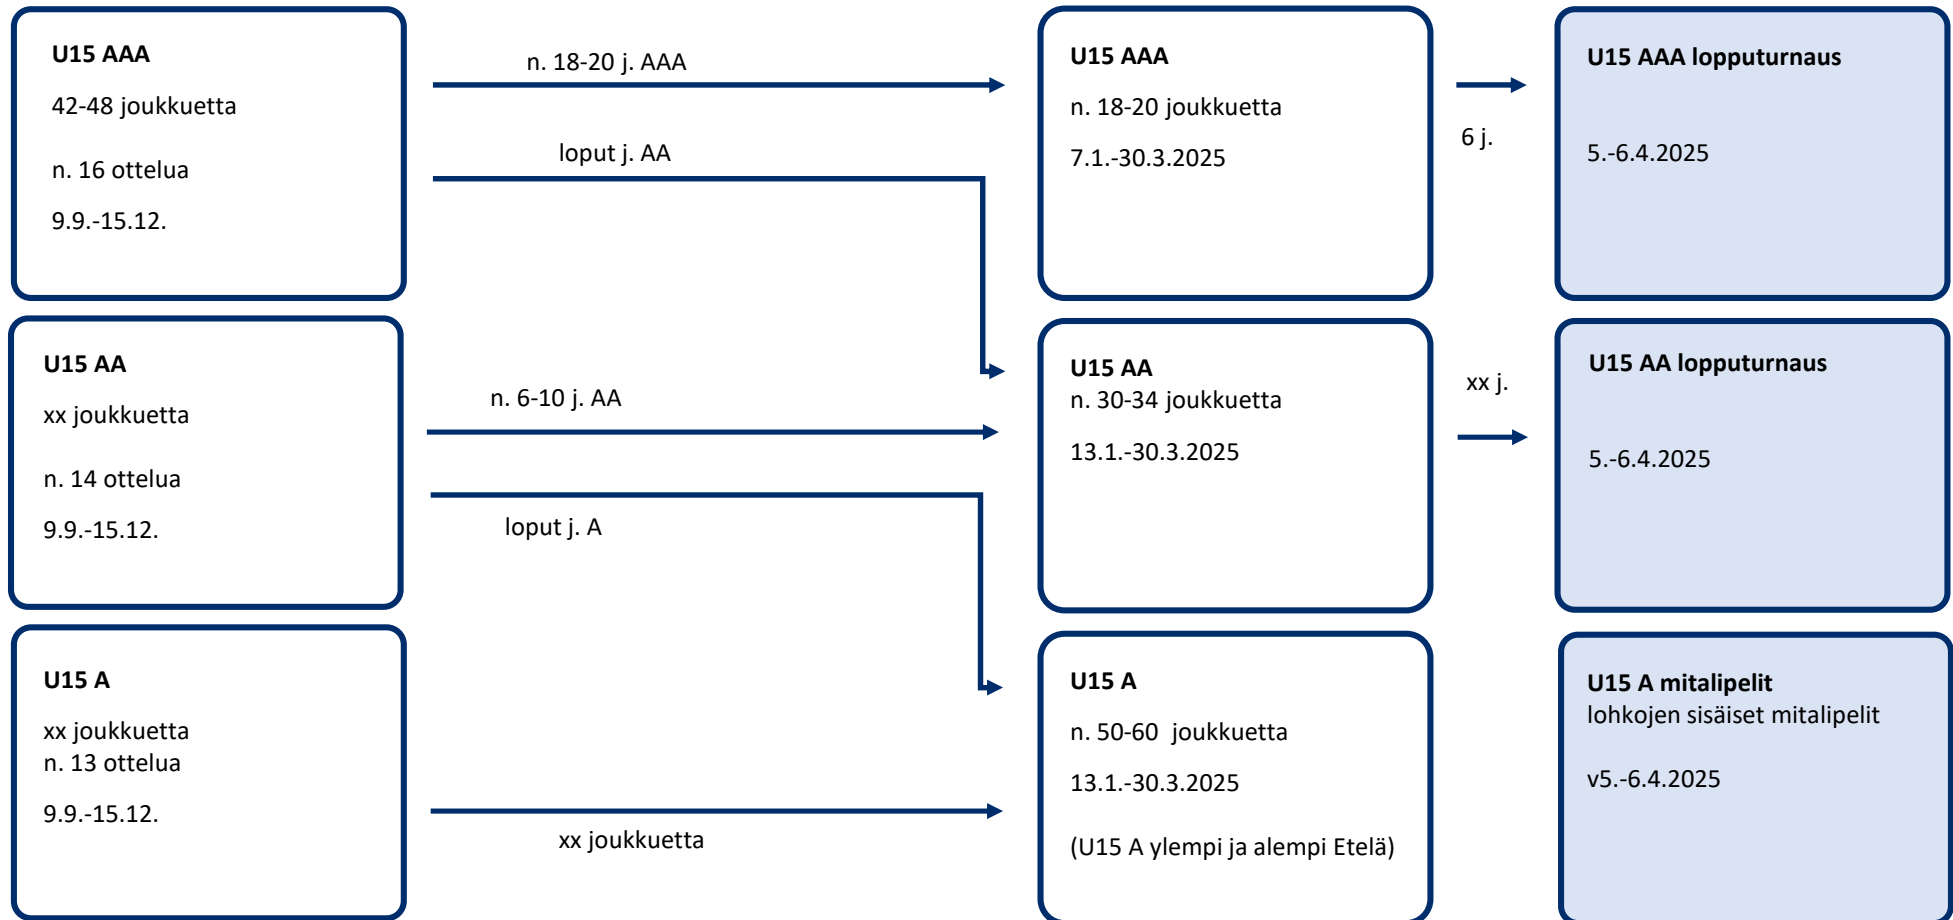 U15 AAA
42-48 joukkuetta
n. 16 ottelua
9.9.-15.12.
n. 18-20 j. AAA
loput j. AA
U15 AAA
n. 18-20 joukkuetta
7.1.-30.3.2025
6 j.
U15 AAA lopputurnaus
5.-6.4.2025
U15 AA
xx joukkuetta
n. 14 ottelua
9.9.-15.12.
n. 6-10 j. AA
loput j. A
U15 AA
n. 30-34 joukkuetta
13.1.-30.3.2025
xx j.
U15 AA lopputurnaus
5.-6.4.2025
U15 A
xx joukkuetta
n. 13 ottelua
9.9.-15.12.
xx joukkuetta
U15 A
n. 50-60 joukkuetta
13.1.-30.3.2025
(U15 A ylempi ja alempi Etelä)
U15 A mitalipelit
lohkojen sisäiset mitalipelit
v5.-6.4.2025